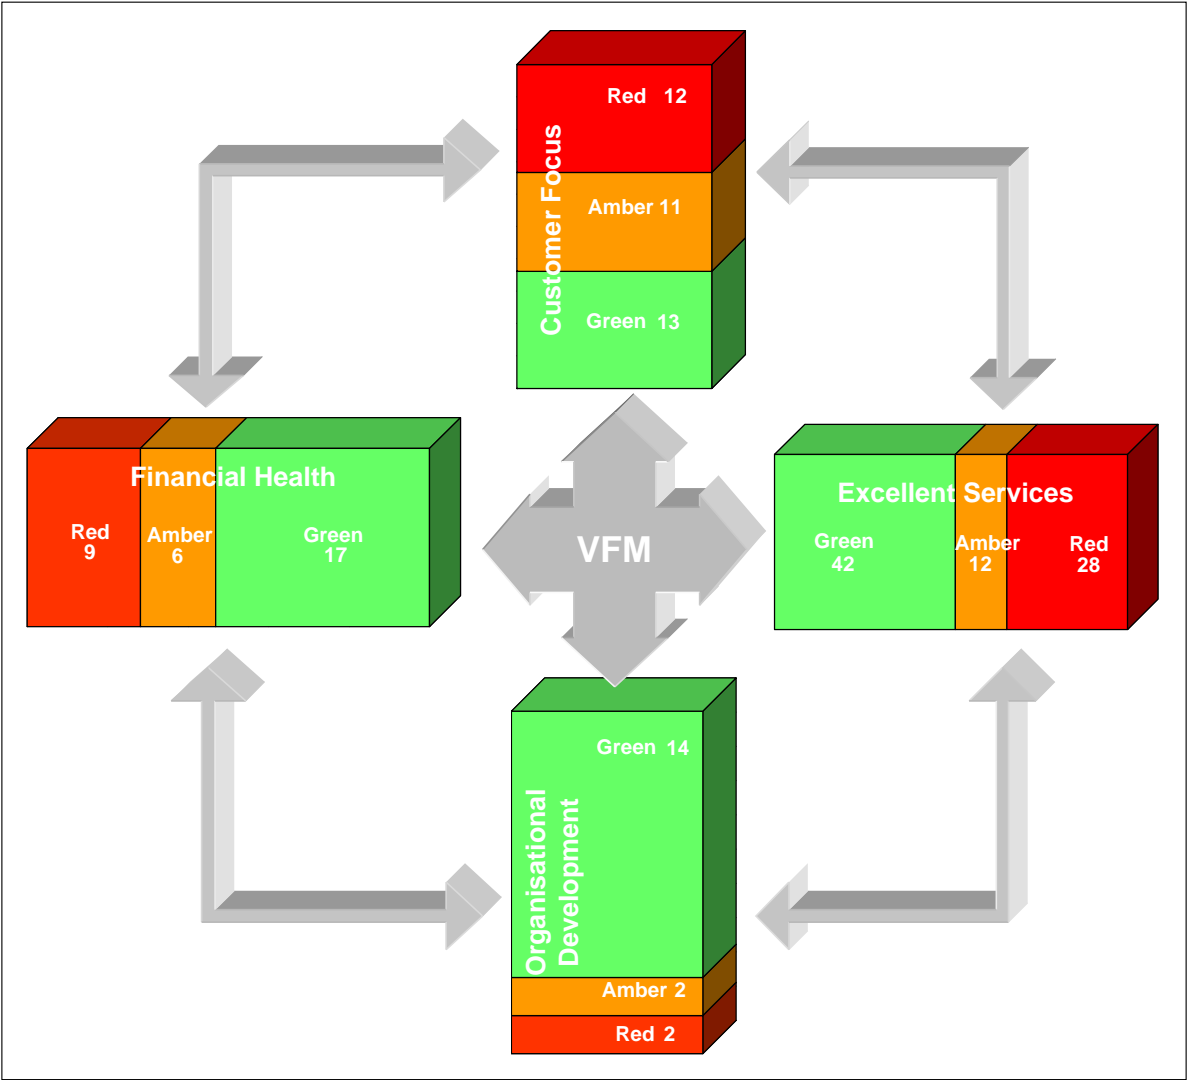 Red 12
Amber 11
Green 13
Customer Focus
Financial Health
Red
9
Amber
6
Green
17
VFM
Excellent Services
Green
42
Amber
12
Red
28
Green 14
Organisational
Development
Amber 2
Red 2